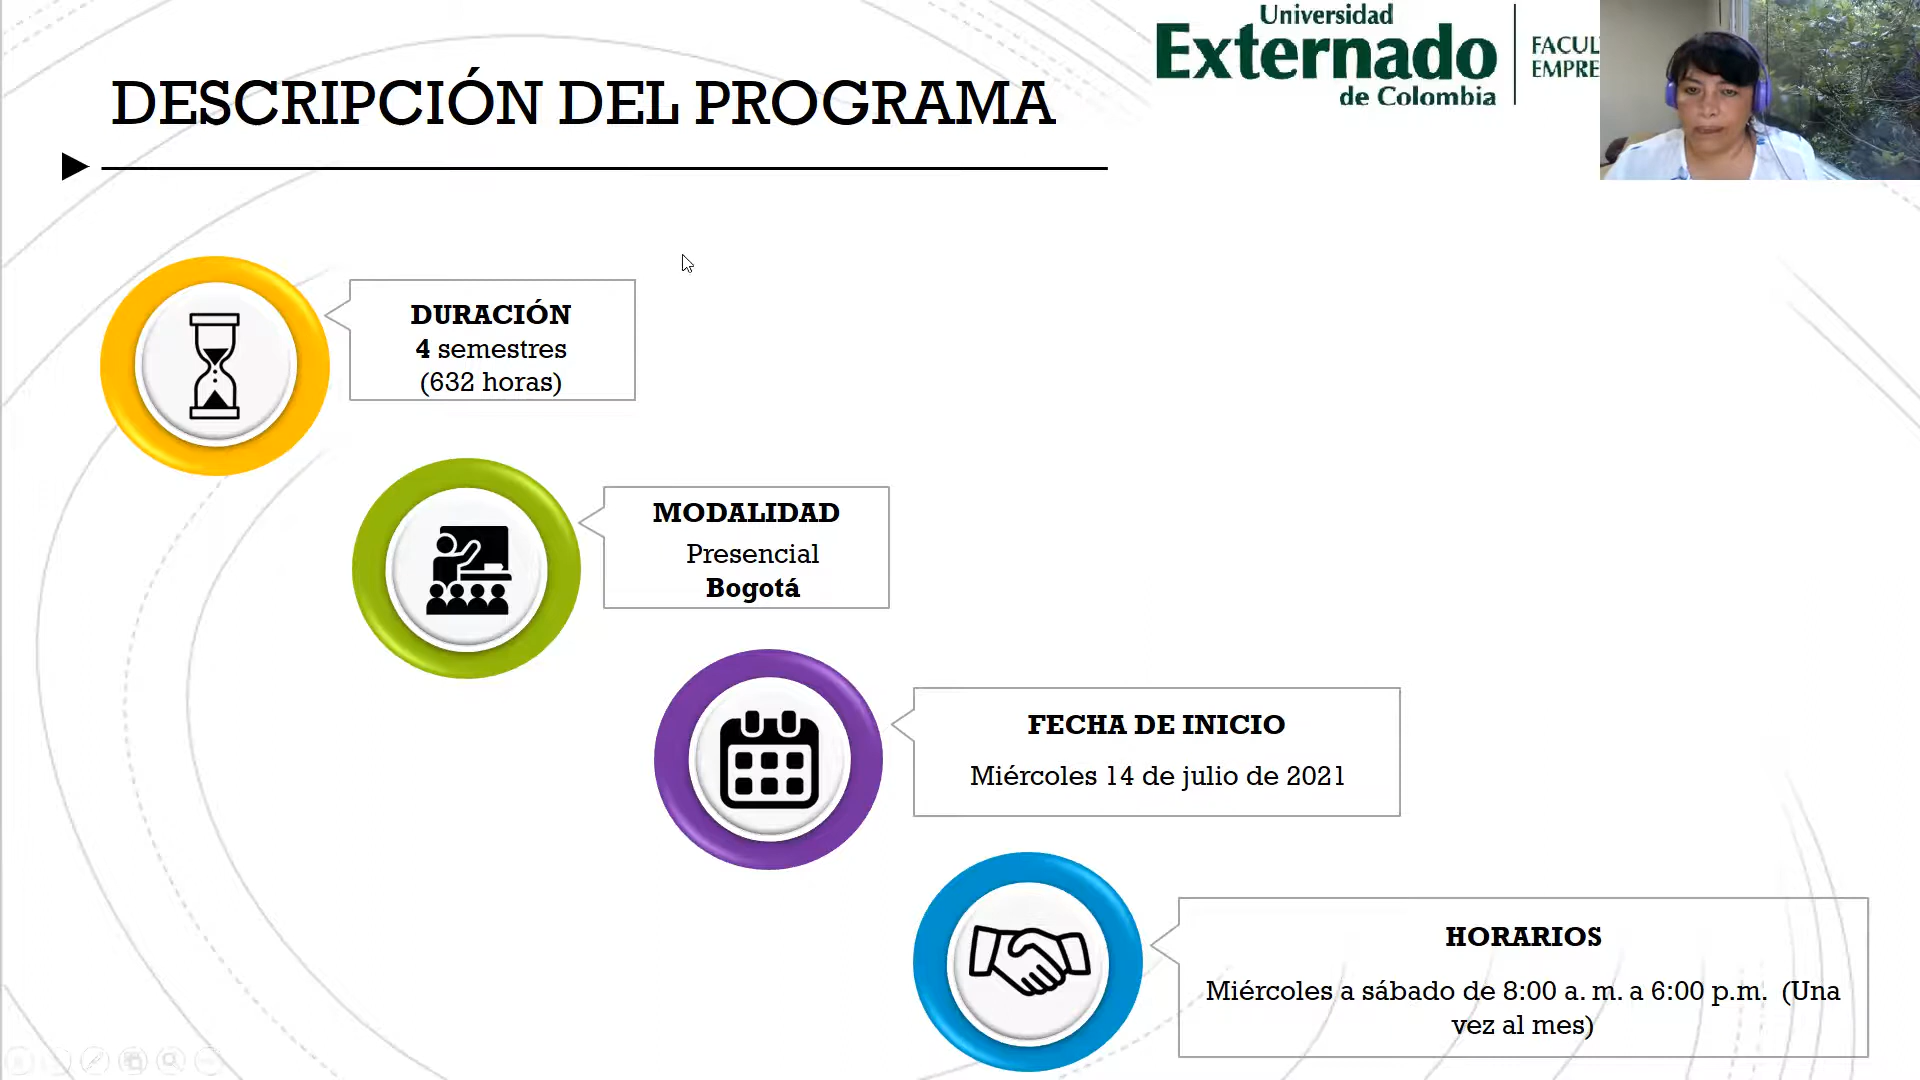 Universidad
Externado
de Colombia
FACUL
EMPRE
DESCRIPCIÓN DEL PROGRAMA
DURACIÓN
4 semestres
(632 horas)
MODALIDAD
Presencial
Bogotá
FECHA DE INICIO
Miércoles 14 de julio de 2021
HORARIOS
Miércoles a sábado de 8:00 a. m. a 6:00 p.m. (Una
vez al mes)